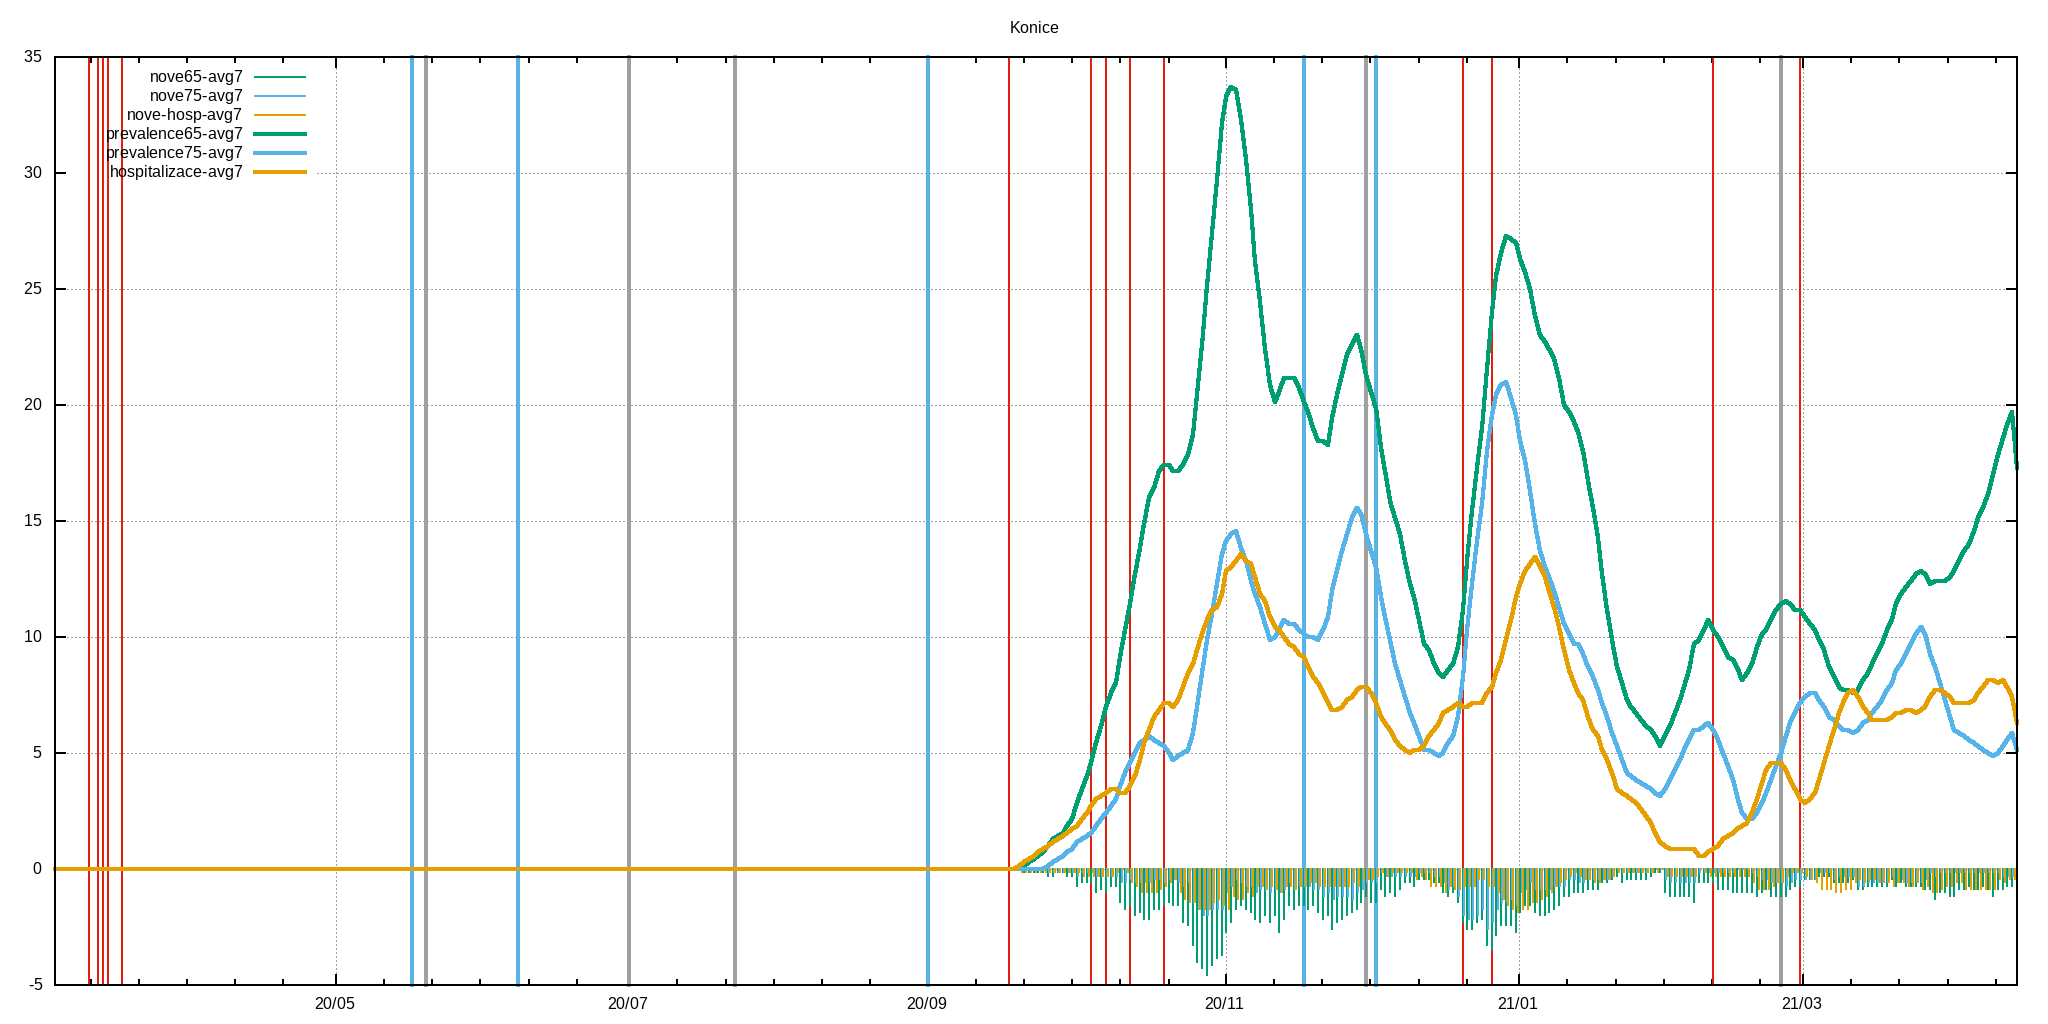 Konice
35
30
25
20
15
10
5
0
-5
nove65-avg7
nove75-avg7
nove-hosp-avg7
prevalence65-avg7
prevalence75-avg7
hospitalizace-avg7
20/05 20/07 20/09 20/11 21/01 21/03